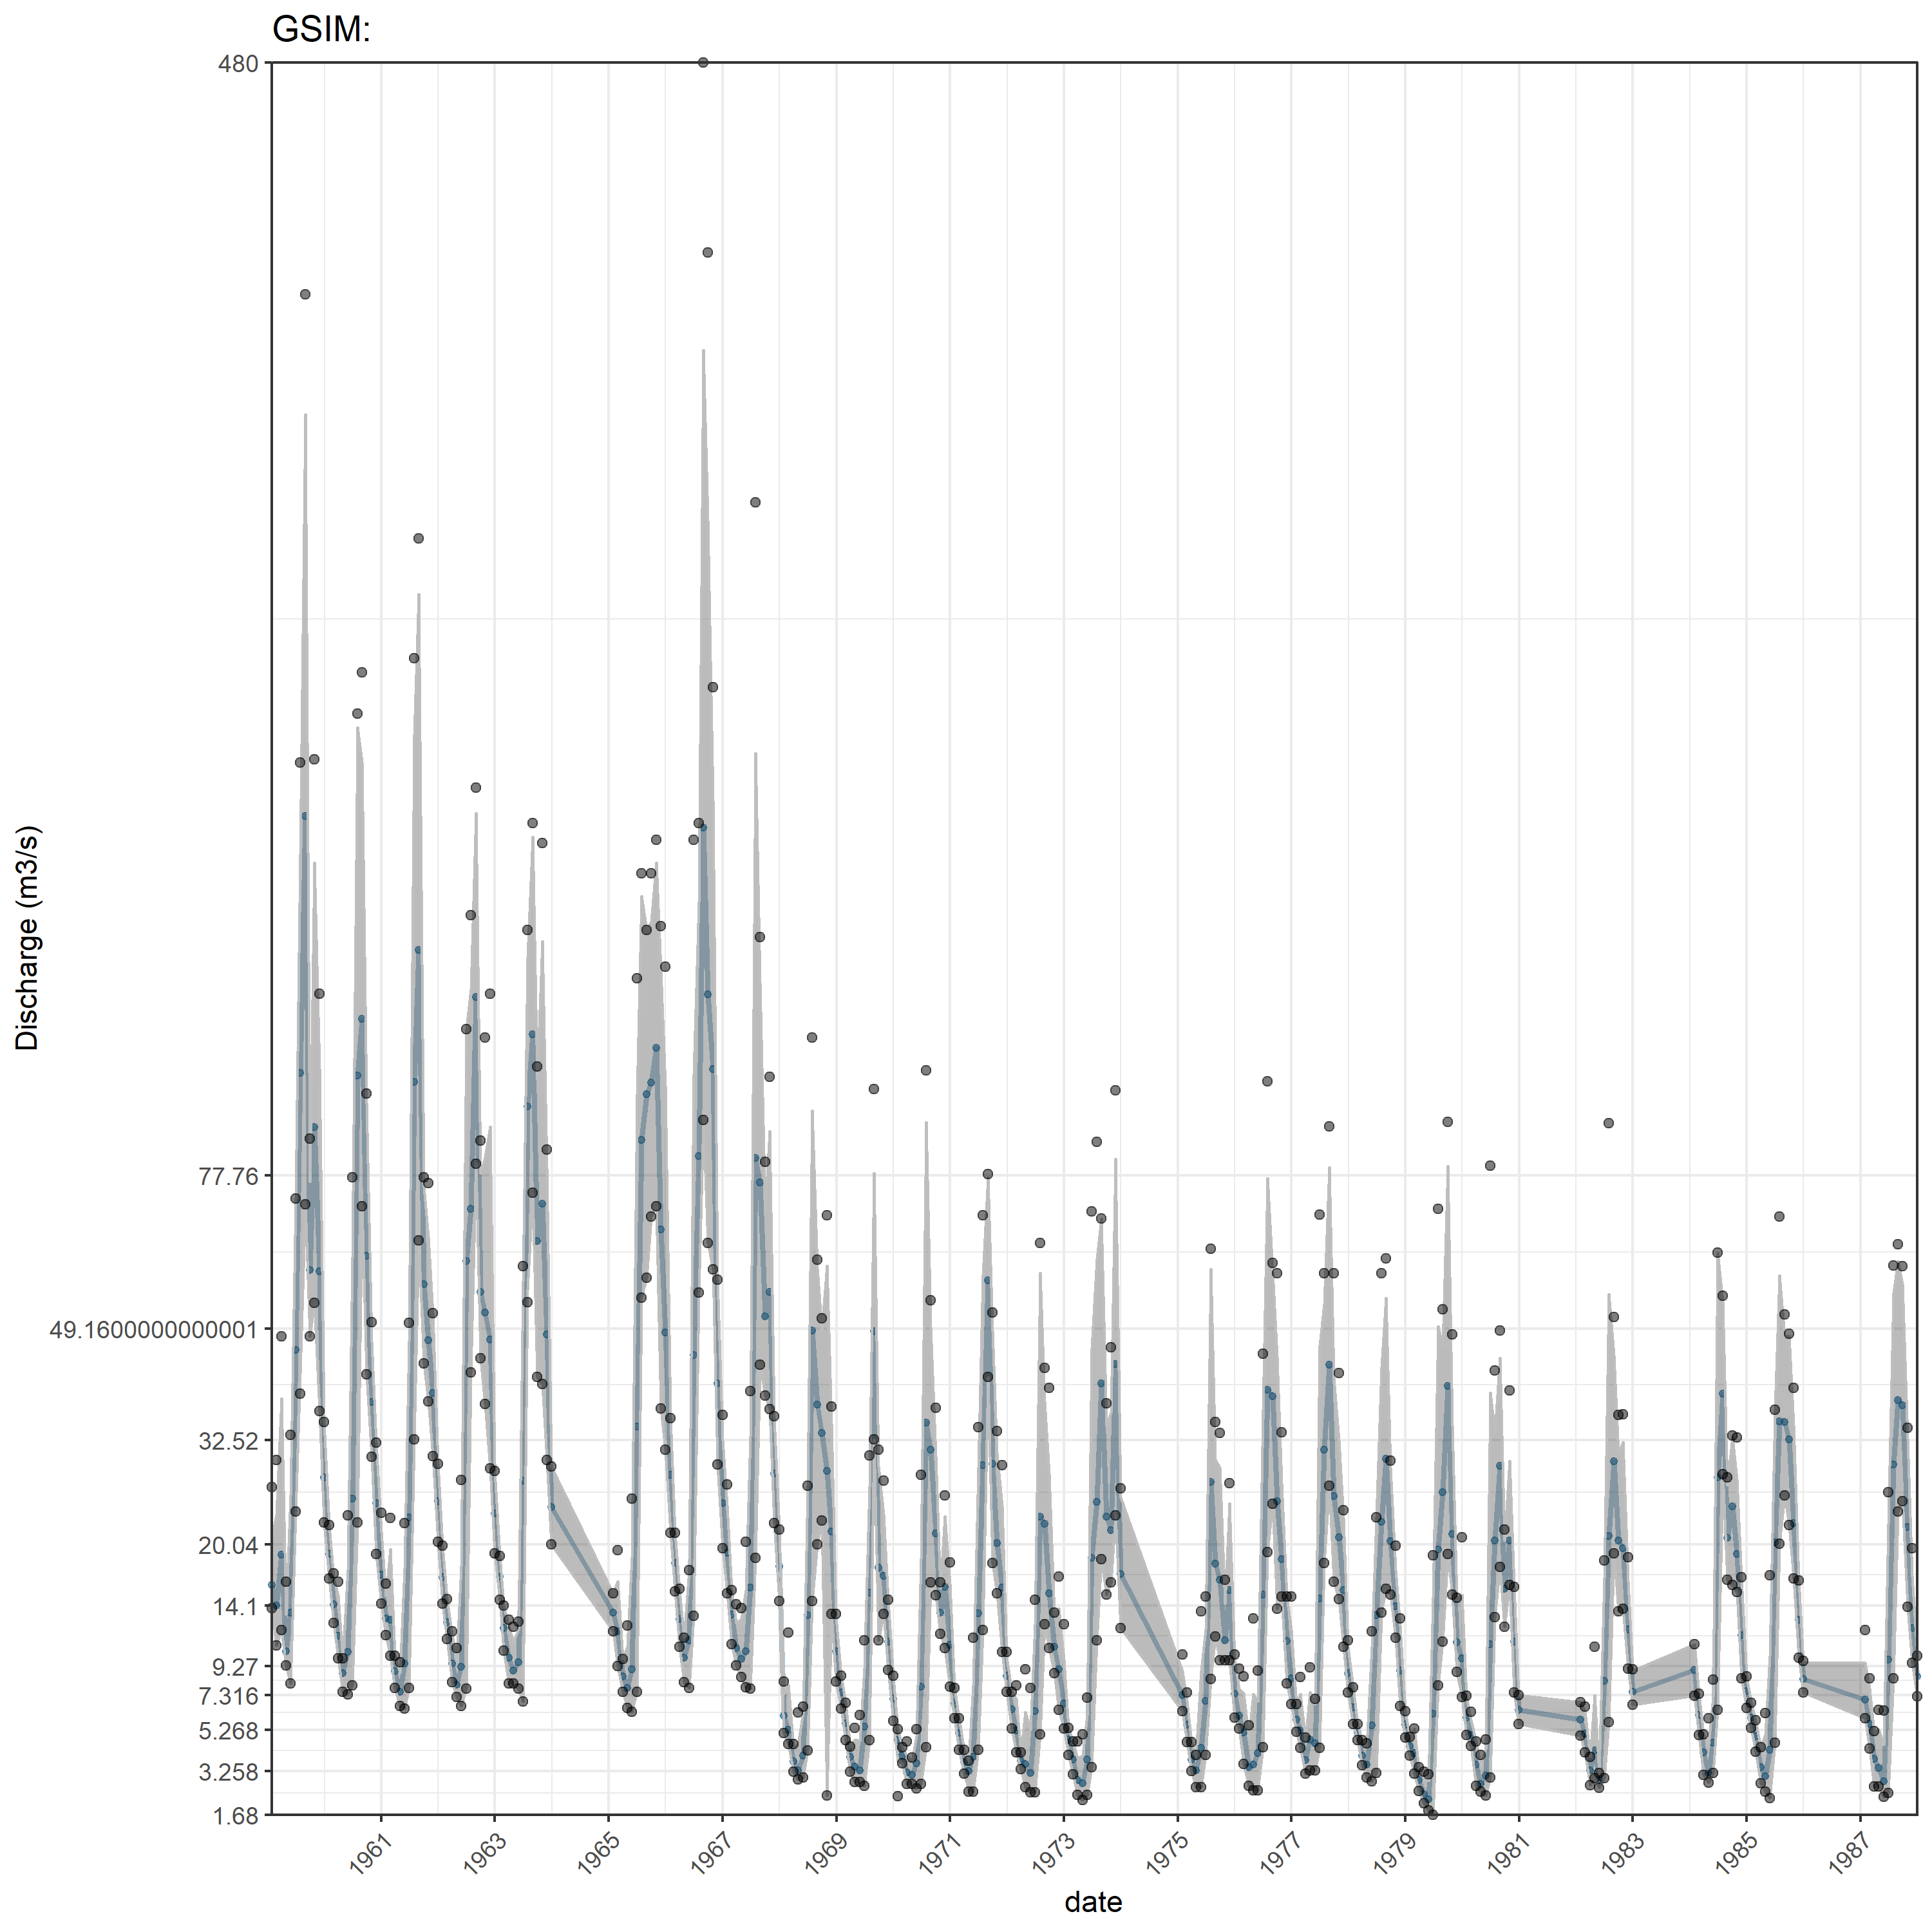 GSIM:
480
77.76
49.1600000000001
32.52
20.04
14.1
9.27
7.316
5.268
3.258
1.68
Discharge (m3/s)
1961 1963 1965 1967 1969 1971 1973 1975 1977 1979 1981 1983 1985 1987
date